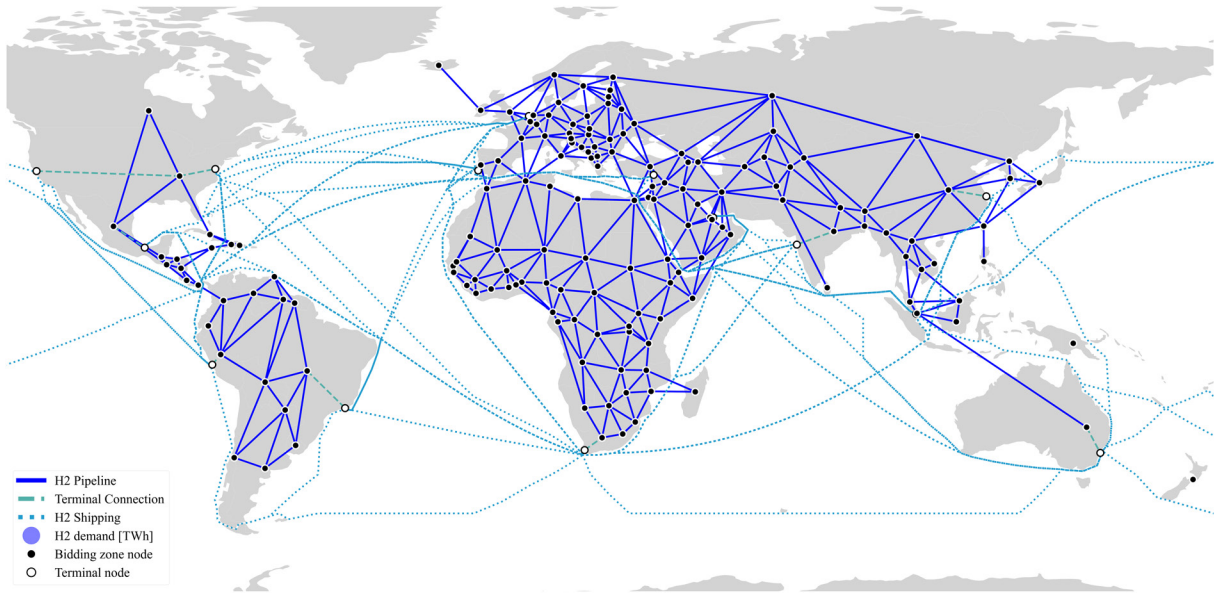 H2 Pipeline
Terminal Connection
H2 Shipping
H2 demand [TWh]
Bidding zone node
Terminal node